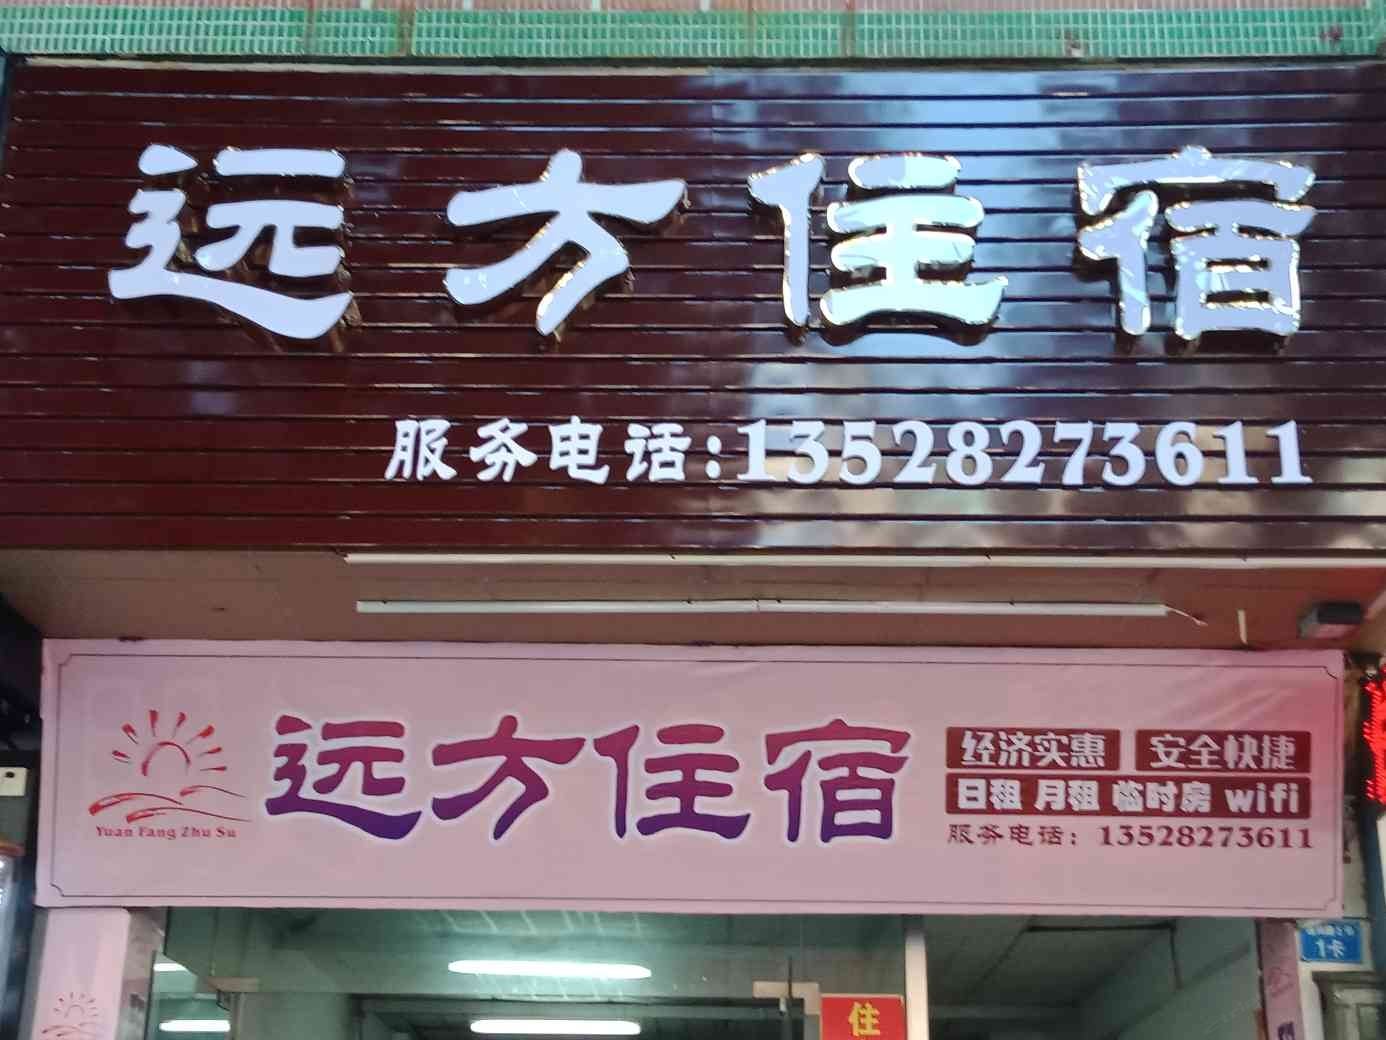 远方住宿
服务电话:13528273611
远方住宿
Yuan Fang Zhu Su
经济实惠 安全快捷
日租 月租 临时房 wifi
服务电话：13528273611
1卡
住